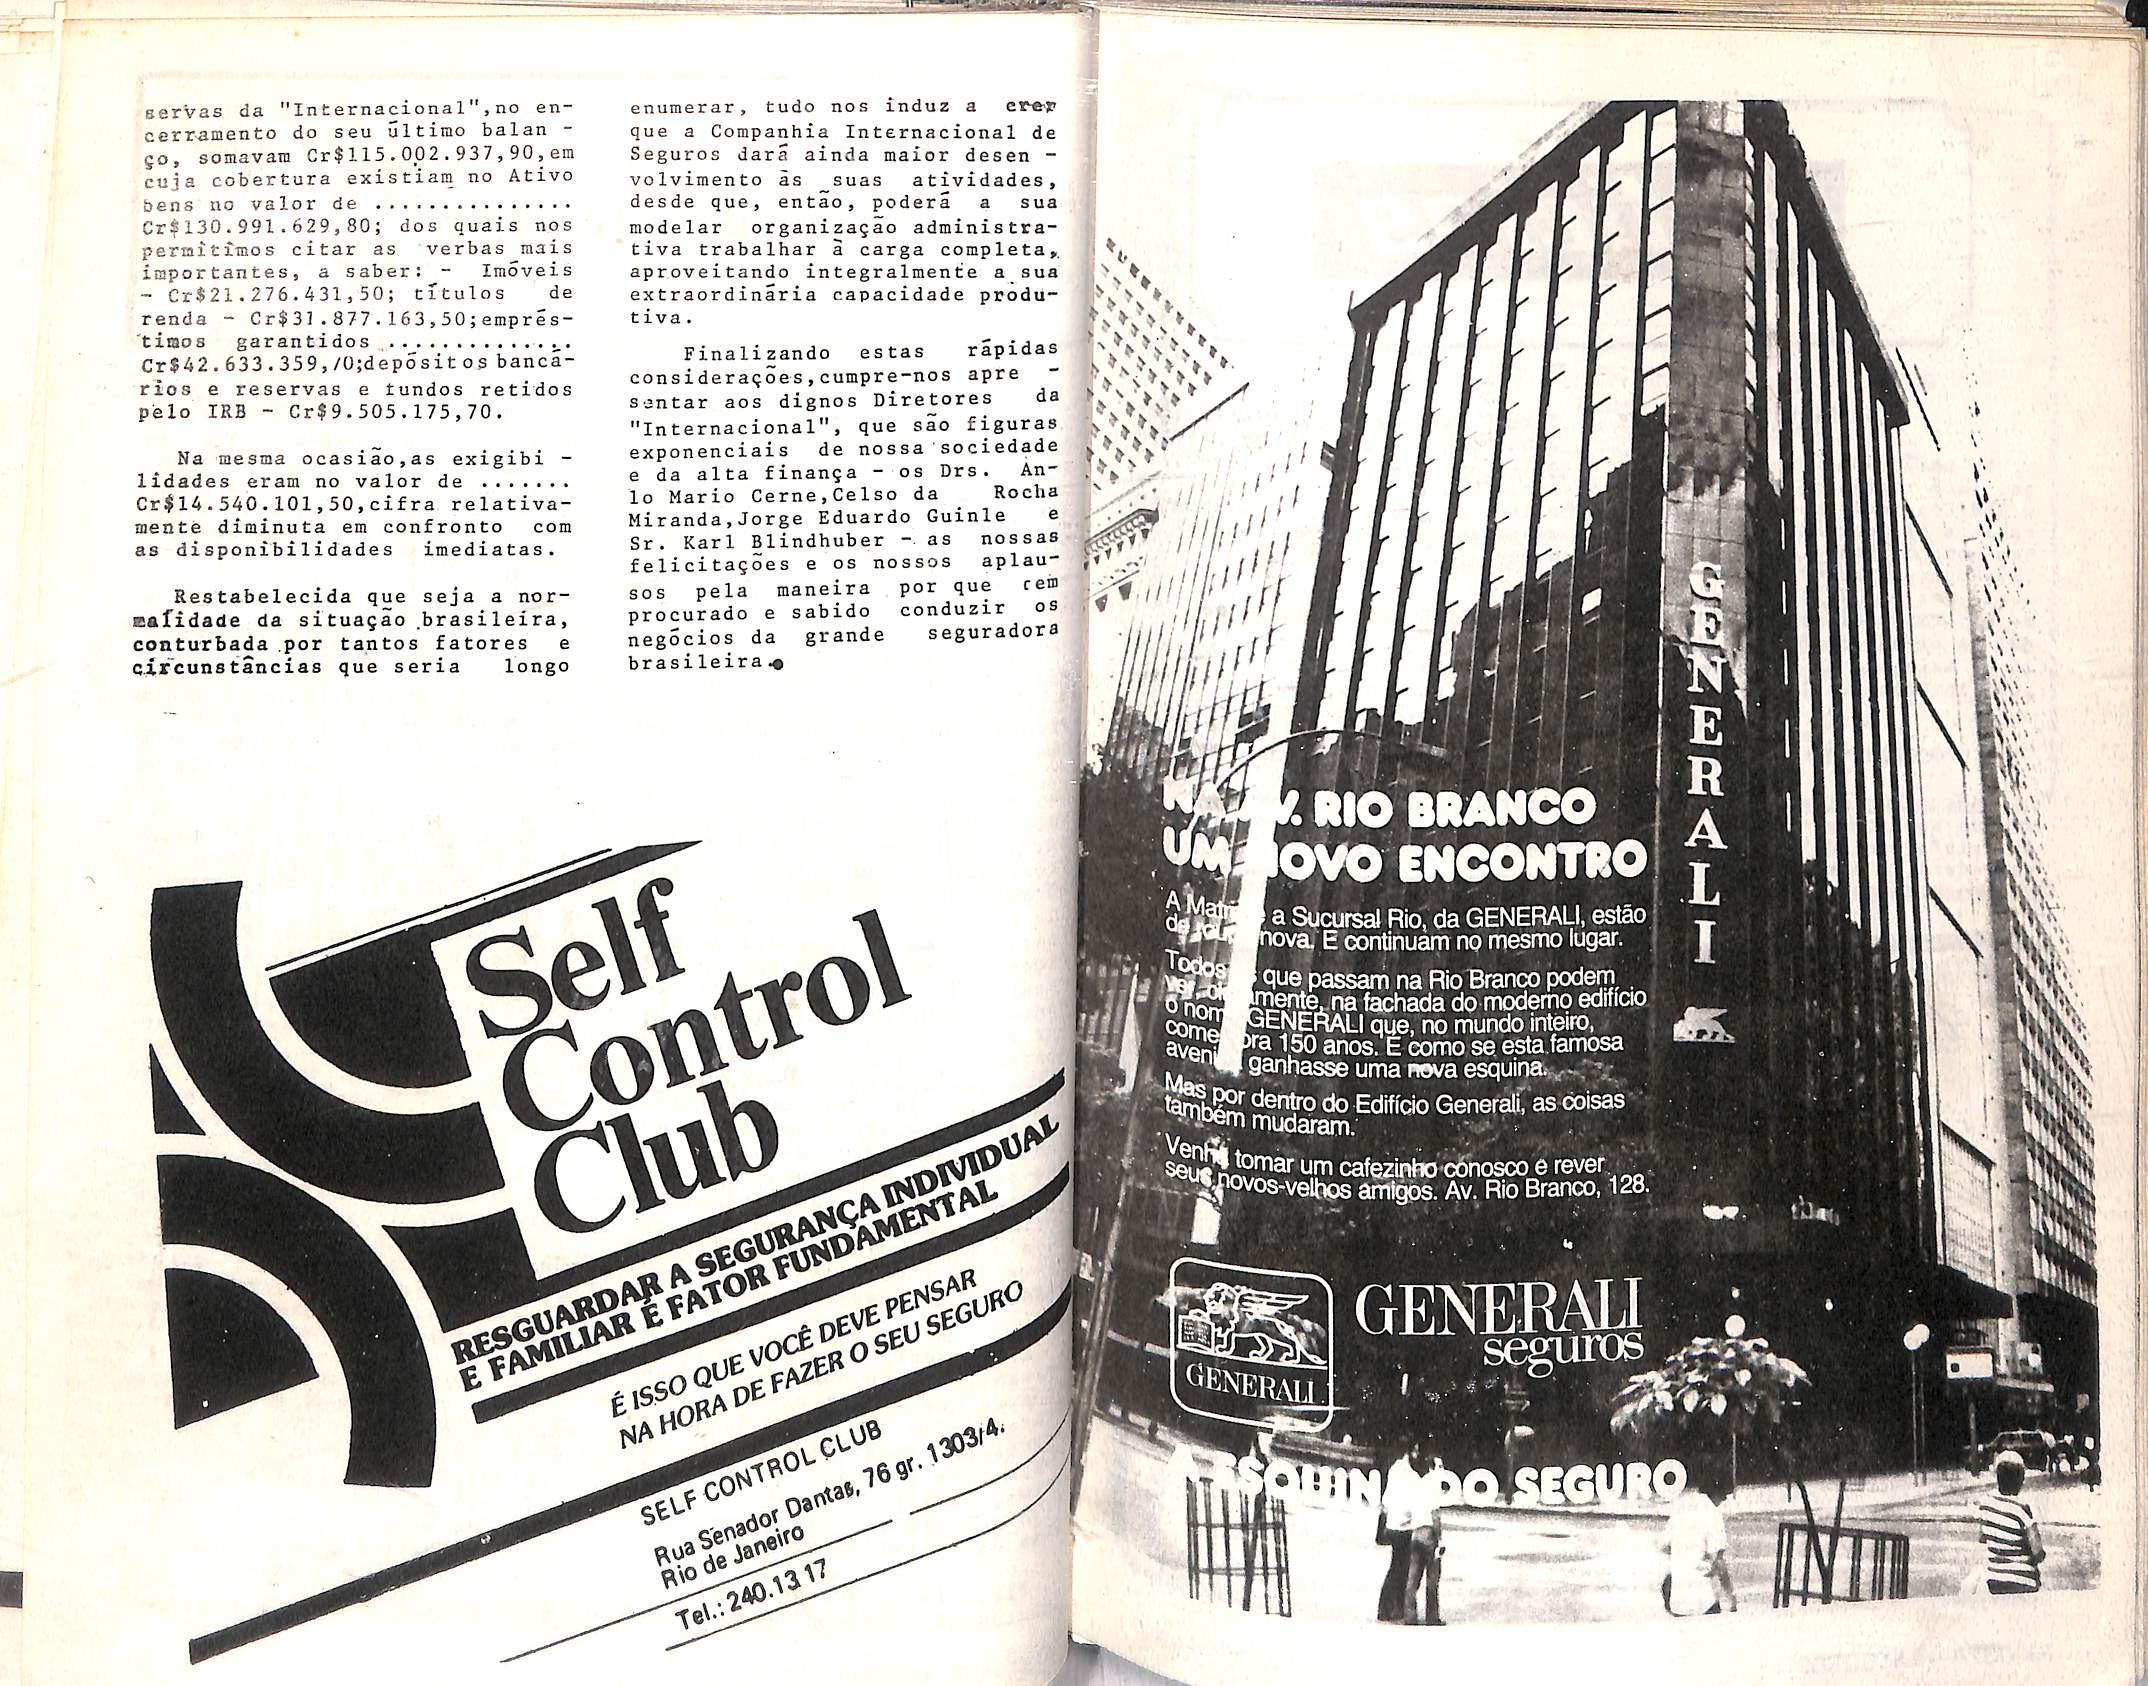 servas da "Internacional",no en-
cerramento do seu último balan -
ço, somavam Cr$115.002.937,90,em
cuja cobertura existiam no Ativo
bens no valor de ...............
Cr$130.991.629,80; dos quais nos
permitimos citar as verbas mais
importantes, a saber: - Imóveis
- Cr$21.276.431,50; títulos de
renda - Cr$31.877.163,50;emprés-
timos garantidos ..............
Cr$42.633.359,/0;depósitos bancá-
rios e reservas e fundos retidos
pelo IRB - Cr$9.505.175,70.
Na mesma ocasião,as exigibi -
lidades eram no valor de .......
Cr$14.540.101,50,cifra relativa-
mente diminuta em confronto com
as disponibilidades imediatas.
Restabelecida que seja a nor-
malidade da situação brasileira,
conturbada por tantos fatores e
circunstâncias que seria longo
enumerar, tudo nos induz a crer
que a Companhia Internacional de
Seguros dará ainda maior desen -
volvimento às suas atividades,
desde que, então, poderá a sua
modelar organização administra-
tiva trabalhar à carga completa,
aproveitando integralmente a sua
extraordinária capacidade produ-
tiva.
Finalizando estas rápidas
considerações,cumpre-nos apre -
sentar aos dignos Diretores da
"Internacional", que são figuras
exponenciais de nossa sociedade
e da alta finança - os Drs. An-
lo Mario Cerne,Celso da Rocha
Miranda,Jorge Eduardo Guinle e
Sr. Karl Blindhuber - as nossas
felicitações e os nossos aplau-
sos pela maneira por que cem
procurado e sabido conduzir os
negócios da grande seguradora
brasileira.
Self
Control
Club
RESGUARDAR A SEGURANÇA INDIVIDUAL
E FAMILIAR É FATOR FUNDAMENTAL
É ISSO QUE VOCÊ DEVE PENSAR
NA HORA DE FAZER O SEU SEGURO
SELF CONTROL CLUB
Rua Senador Dantas, 76 gr. 1303/4.
Rio de Janeiro
Tel.: 240.13 17
GENERALI
NA AV. RIO BRANCO
UM NOVO ENCONTRO
A Matriz e a Sucursal Rio, da GENERALI, estão
de nova. E continuam no mesmo lugar.
Todos os que passam na Rio Branco podem
ver, na fachada do moderno edifício
o nome GENERALI que, no mundo inteiro,
comemora 150 anos. É como se esta famosa
avenida ganhasse uma nova esquina.
Mas por dentro do Edifício Generali, as coisas
também mudaram.
Venha tomar um cafezinho conosco e rever
seus novos-velhos amigos. Av. Rio Branco, 128.
GENERALI
GENERALI
seguros
A ESQUINA DO SEGURO